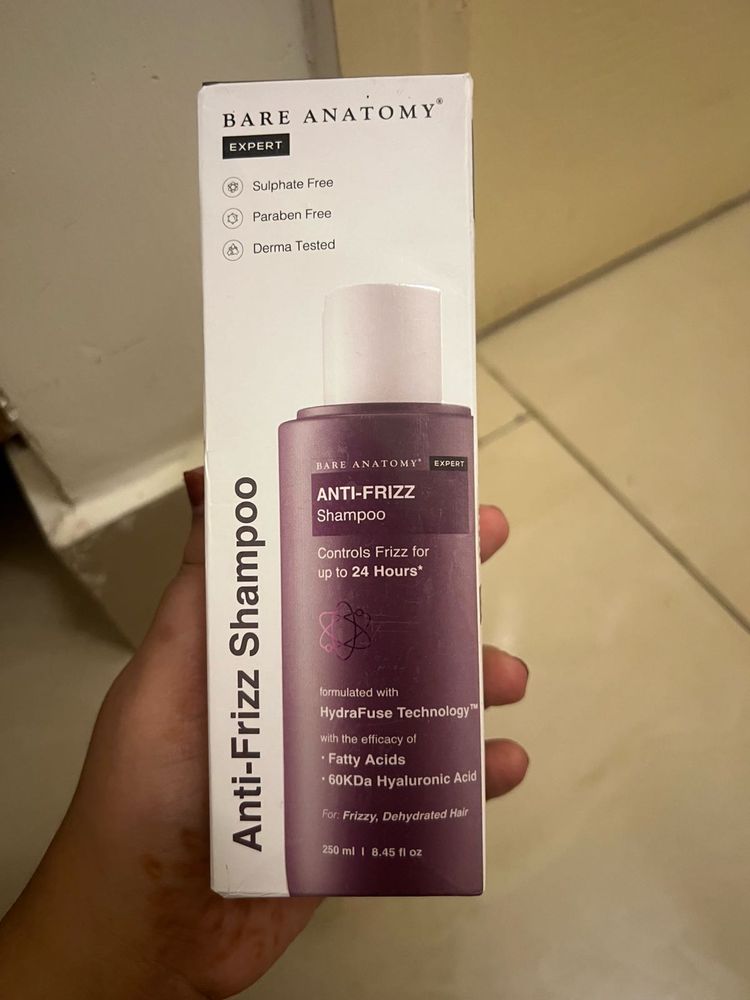 BARE ANATOMY®
EXPERT
Sulphate Free
Paraben Free
Derma Tested
Anti-Frizz Shampoo
BARE ANATOMY® EXPERT
ANTI-FRIZZ
Shampoo
Controls Frizz for
up to 24 Hours*
formulated with
HydraFuse Technology™
with the efficacy of
· Fatty Acids
· 60KDa Hyaluronic Acid
For: Frizzy, Dehydrated Hair
250 ml | 8.45 fl oz